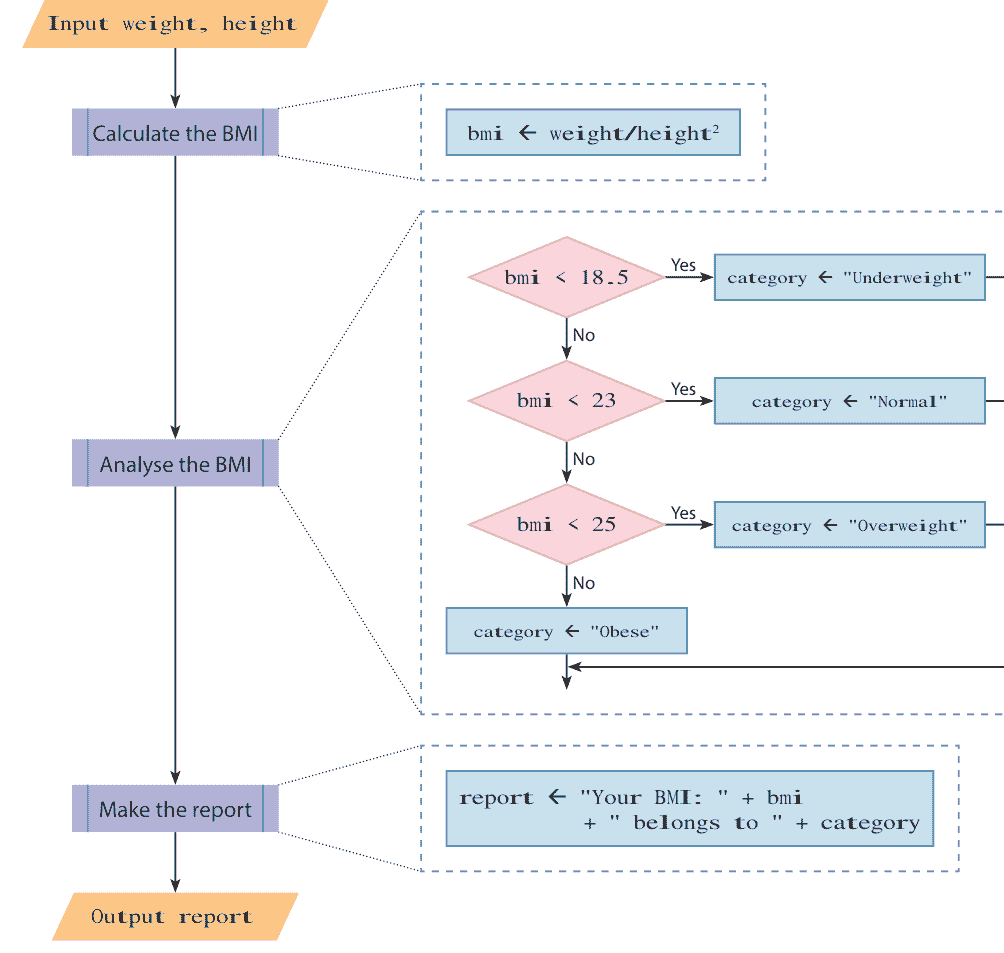 Input weight, height
Calculate the BMI
bmi ← weight/height²
bmi < 18.5
Yes
category ← "Underweight"
No
bmi < 23
Yes
category ← "Normal"
Analyse the BMI
No
bmi < 25
Yes
category ← "Overweight"
No
category ← "Obese"
Make the report
report ← "Your BMI: " + bmi
+ " belongs to " + category
Output report